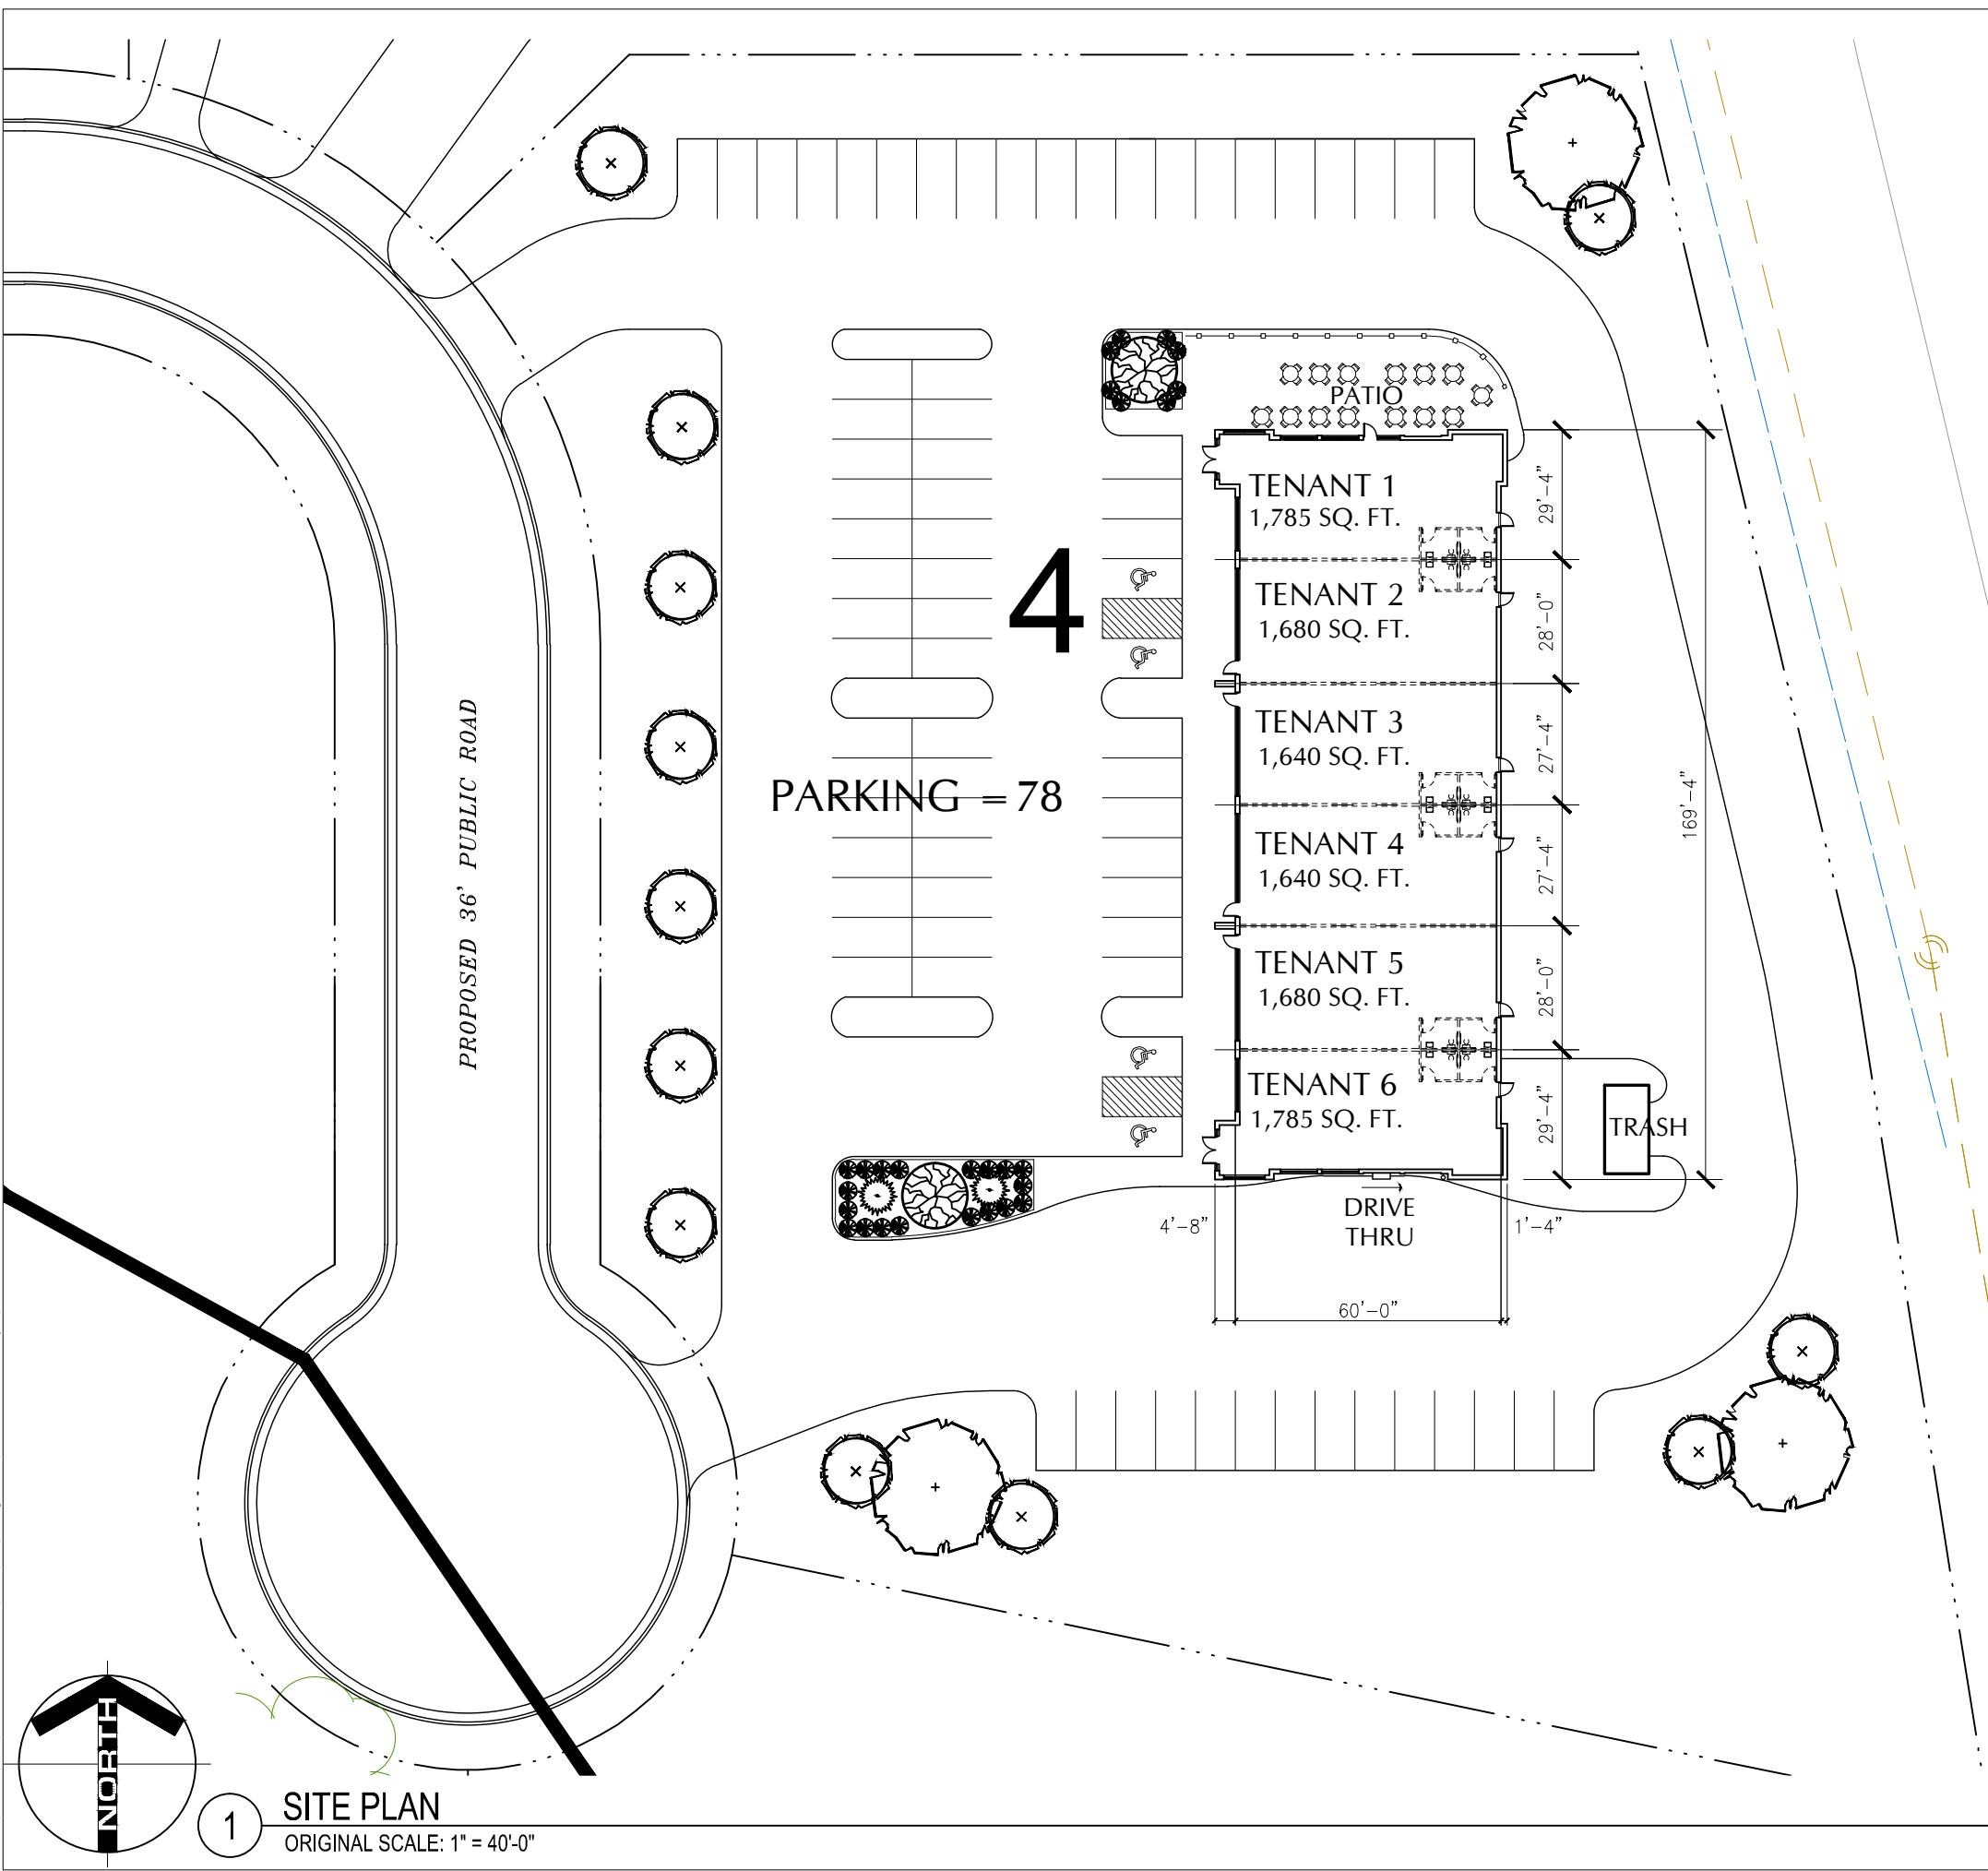 PATIO
TENANT 1
1,785 SQ. FT.
29'-4"
4
TENANT 2
1,680 SQ. FT.
28'-0"
TENANT 3
1,640 SQ. FT.
27'-4"
PROPOSED 36' PUBLIC ROAD
PARKING = 78
169'-4"
TENANT 4
1,640 SQ. FT.
27'-4"
TENANT 5
1,680 SQ. FT.
28'-0"
TENANT 6
1,785 SQ. FT.
29'-4"
TRASH
4'-8"
DRIVE
THRU
1'-4"
60'-0"
NORTH
1
SITE PLAN
ORIGINAL SCALE: 1" = 40'-0"